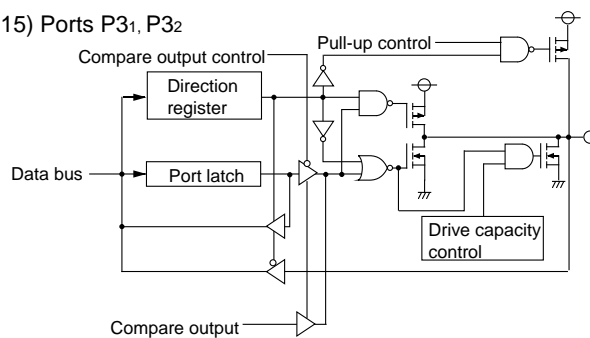 15) Ports P31, P32
Pull-up control
Compare output control
Direction
register
Data bus
Port latch
Drive capacity
control
Compare output